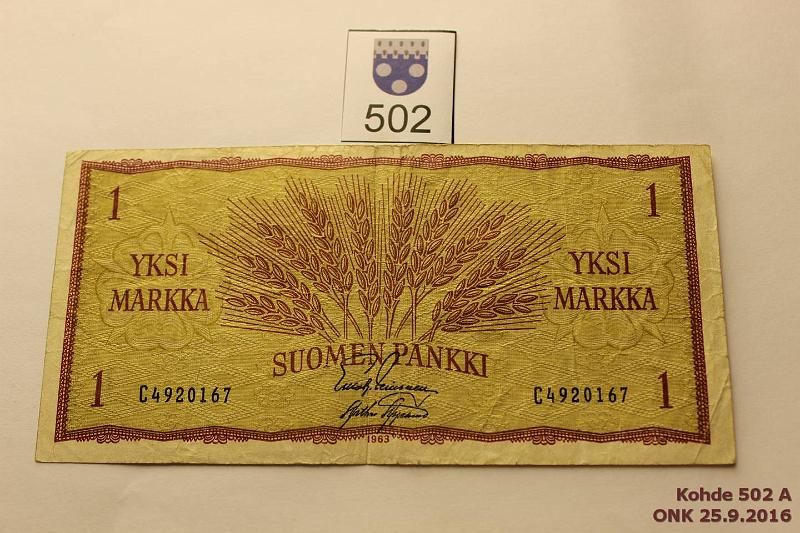 502
1
1
YKSI
MARKKA
YKSI
MARKKA
SUOMEN PANKKI
1
C4920167
C4920167
1
1963
Kohde 502 A
ONK 25.9.2016